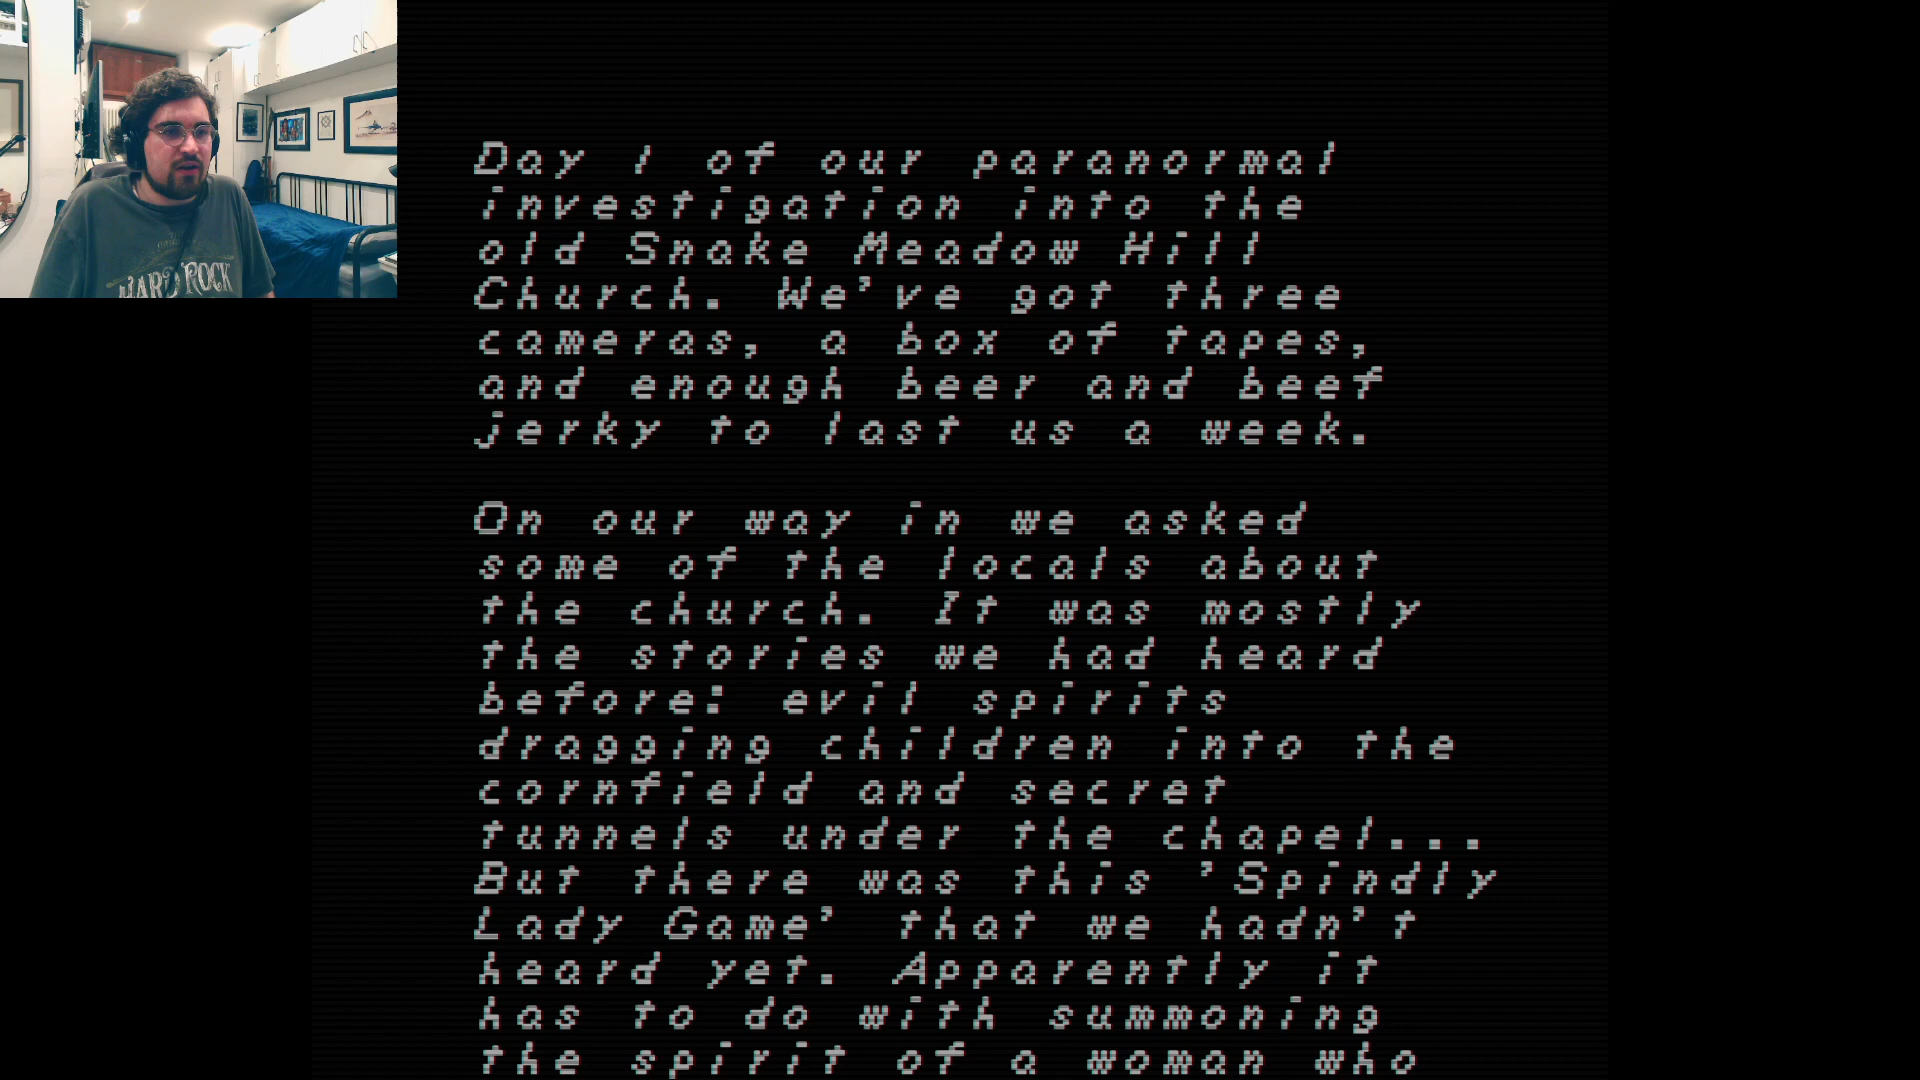 HARD ROCK
Day 1 of our paranormal
investigation into the
old Snake Meadow Hill
Church. We've got three
cameras, a box of tapes,
and enough beer and beef
jerky to last us a week.
On our way in we asked
some of the locals about
the church. It was mostly
the stories we had heard
before: evil spirits
dragging children into the
cornfield and secret
tunnels under the chapel...
But there was this 'Spindly
Lady Game' that we hadn't
heard yet. Apparently it
has to do with summoning
the spirit of a woman who